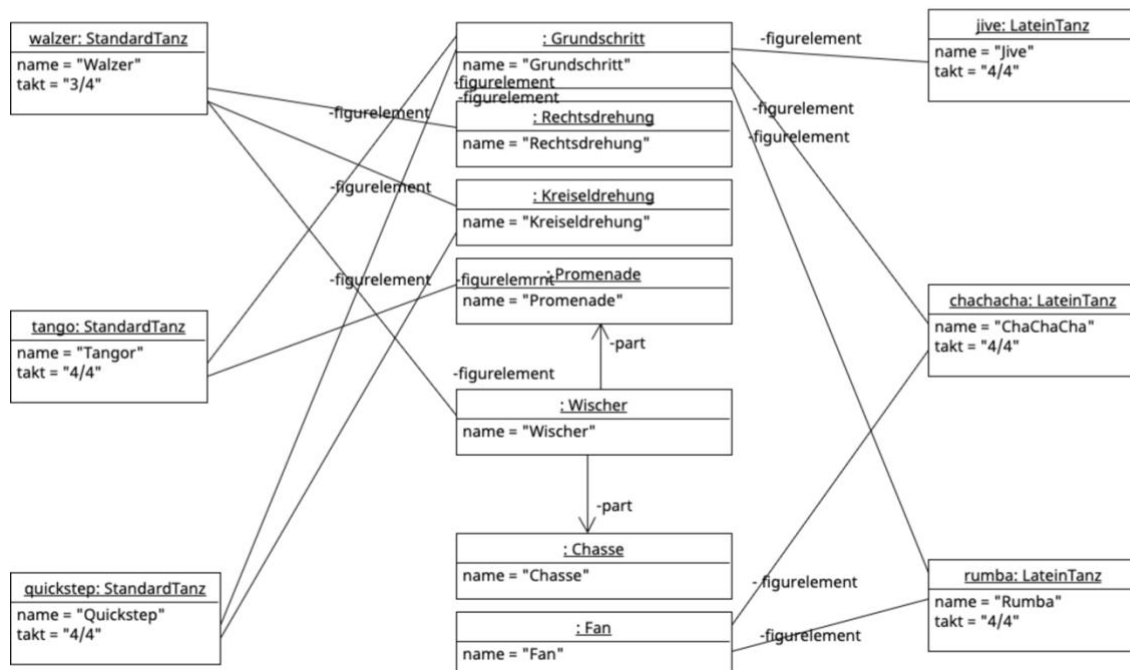 walzer: StandardTanz
name = "Walzer"
takt = "3/4"
: Grundschritt
name = "Grundschritt"
-figurelement
-figurelement
-figurelement
jive: LateinTanz
name = "Jive"
takt = "4/4"
-figurelement
-figurelement
-figurelement
: Rechtsdrehung
name = "Rechtsdrehung"
-figurelement
: Kreiseldrehung
name = "Kreiseldrehung"
-figurelement
-figurelemrnt
: Promenade
name = "Promenade"
tango: StandardTanz
name = "Tangor"
takt = "4/4"
chachacha: LateinTanz
name = "ChaChaCha"
takt = "4/4"
-part
-figurelement
: Wischer
name = "Wischer"
-part
: Chasse
name = "Chasse"
quickstep: StandardTanz
name = "Quickstep"
takt = "4/4"
- figurelement
rumba: LateinTanz
name = "Rumba"
takt = "4/4"
: Fan
name = "Fan"
-figurelement